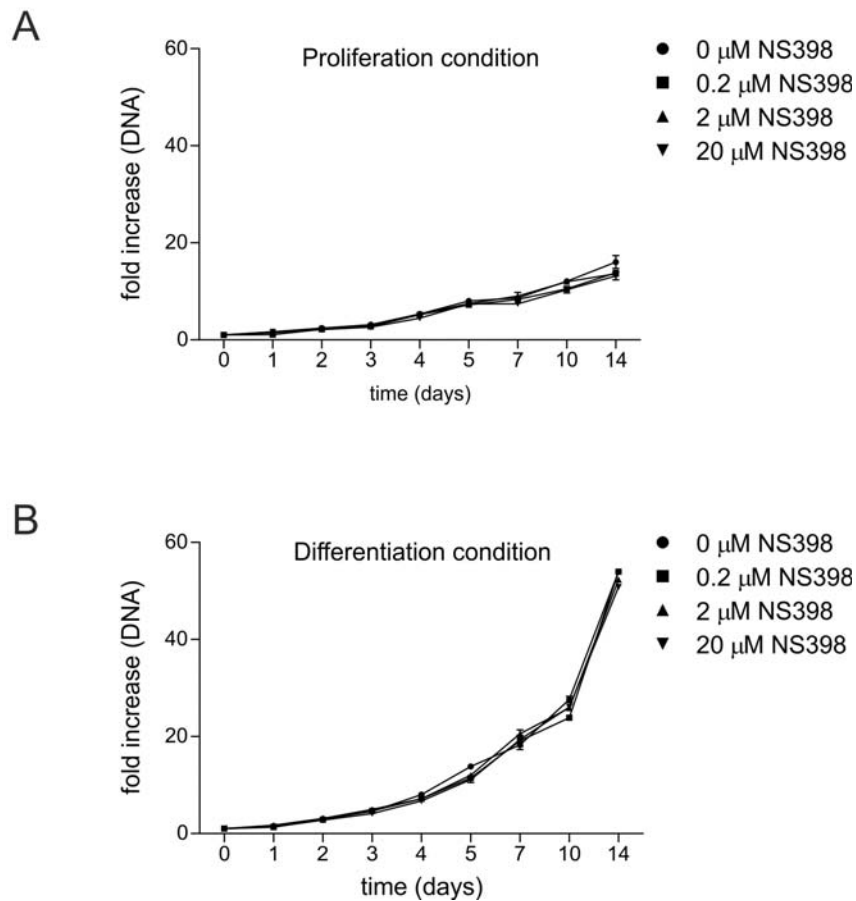 A
Proliferation condition
60
40
20
0
fold increase (DNA)
0 1 2 3 4 5 7 10 14
time (days)
0 μM NS398
0.2 μM NS398
2 μM NS398
20 μM NS398
B
Differentiation condition
60
40
20
0
fold increase (DNA)
0 1 2 3 4 5 7 10 14
time (days)
0 μM NS398
0.2 μM NS398
2 μM NS398
20 μM NS398